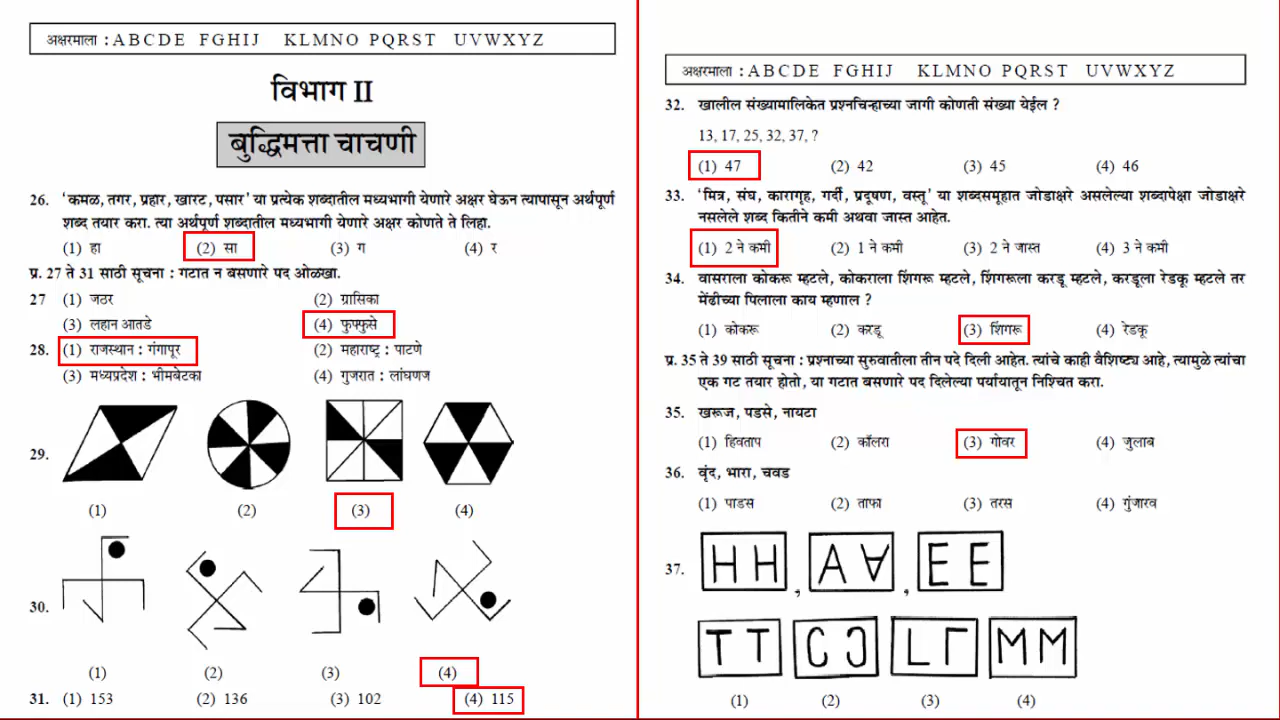 अक्षरमाला : A B C D E F G H I J K L M N O P Q R S T U V W X Y Z
विभाग II
बुद्धिमत्ता चाचणी
26. 'कमळ, तगर, प्रहार, खारट, पसार' या प्रत्येक शब्दातील मध्यभागी येणारे अक्षर घेऊन त्यापासून अर्थपूर्ण
शब्द तयार करा. त्या अर्थपूर्ण शब्दातील मध्यभागी येणारे अक्षर कोणते ते लिहा.
(1) हा (2) सा (3) ग (4) र
प्र. 27 ते 31 साठी सूचना : गटात न बसणारे पद ओळखा.
27 (1) जठर (2) ग्रासिका
(3) लहान आतडे (4) फुफ्फुसे
28. (1) राजस्थान : गंगापूर (2) महाराष्ट्र : पाटणे
(3) मध्यप्रदेश : भीमबेटका (4) गुजरात : लांघणज
29.
(1) (2) (3) (4)
30.
(1) (2) (3) (4)
31. (1) 153 (2) 136 (3) 102 (4) 115
अक्षरमाला : A B C D E F G H I J K L M N O P Q R S T U V W X Y Z
32. खालील संख्यामालिकेत प्रश्नचिन्हाच्या जागी कोणती संख्या येईल ?
13, 17, 25, 32, 37, ?
(1) 47 (2) 42 (3) 45 (4) 46
33. 'मित्र, संघ, कारागृह, गर्दी, प्रदूषण, वस्तू' या शब्दसमूहात जोडाक्षरे असलेल्या शब्दापेक्षा जोडाक्षरे
नसलेले शब्द कितीने कमी अथवा जास्त आहेत.
(1) 2 ने कमी (2) 1 ने कमी (3) 2 ने जास्त (4) 3 ने कमी
34. वासराला कोकरू म्हटले, कोकराला शिंगरू म्हटले, शिंगरूला करडू म्हटले, करडूला रेडकू म्हटले तर
मेंढीच्या पिलाला काय म्हणाल ?
(1) कोकरू (2) करडू (3) शिंगरू (4) रेडकू
प्र. 35 ते 39 साठी सूचना : प्रश्नाच्या सुरुवातीला तीन पदे दिली आहेत. त्यांचे काही वैशिष्ट्य आहे, त्यामुळे त्यांचा
एक गट तयार होतो, या गटात बसणारे पद दिलेल्या पर्यायातून निश्चित करा.
35. खरूज, पडसे, नायटा
(1) हिवताप (2) कॉलरा (3) गोवर (4) जुलाब
36. वृंद, भारा, चवड
(1) पाडस (2) ताफा (3) तरस (4) गुंजारव
37. H H , A Ɐ , E E
T T C Ɔ L Γ M M
(1) (2) (3) (4)